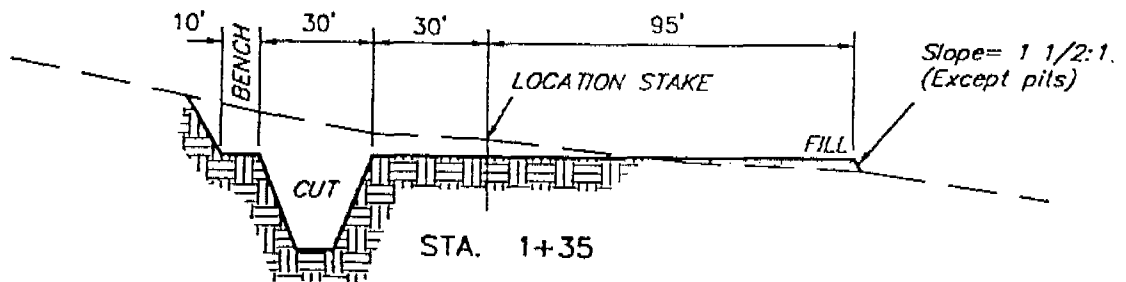 10'
30'
30'
95'
BENCH
LOCATION STAKE
Slope= 1 1/2:1.
(Except pits)
FILL
CUT
STA. 1+35